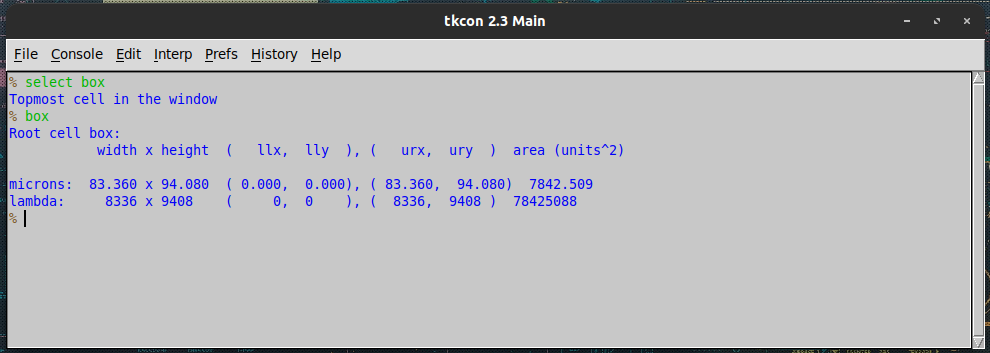 tkcon 2.3 Main
File Console Edit Interp Prefs History Help
% select box
Topmost cell in the window
% box
Root cell box:
width x height ( llx, lly ), ( urx, ury ) area (units^2)
microns: 83.360 x 94.080 ( 0.000, 0.000), ( 83.360, 94.080) 7842.509
lambda: 8336 x 9408 ( 0, 0 ), ( 8336, 9408 ) 78425088
%